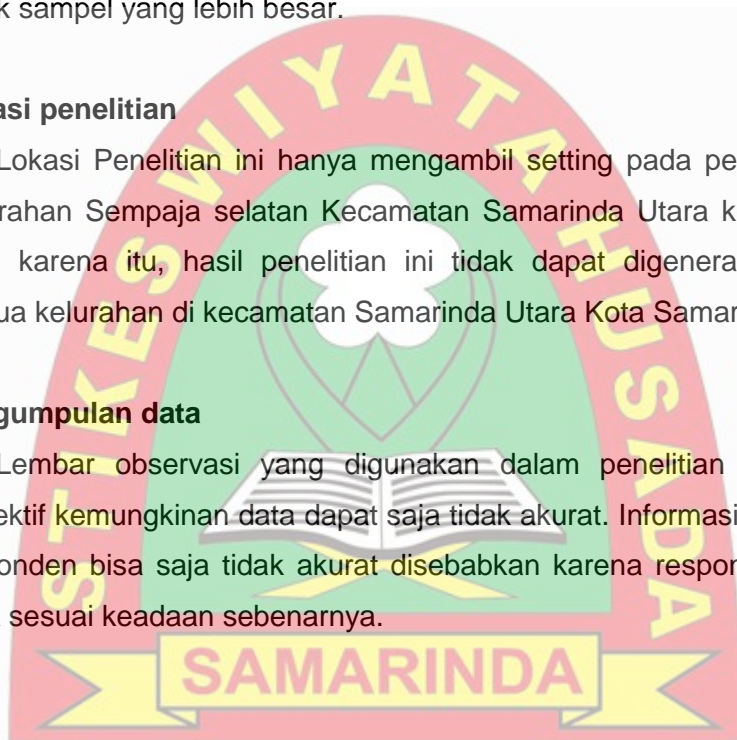 k sampel yang lebih besar.
asi penelitian
Lokasi Penelitian ini hanya mengambil setting pada pe
rahan Sempaja selatan Kecamatan Samarinda Utara k
karena itu, hasil penelitian ini tidak dapat digenera
ua kelurahan di kecamatan Samarinda Utara Kota Samar
gumpulan data
Lembar observasi yang digunakan dalam penelitian
ektif kemungkinan data dapat saja tidak akurat. Informasi
onden bisa saja tidak akurat disebabkan karena respon
sesuai keadaan sebenarnya.
STIKES WIYATA HUSADA
SAMARINDA